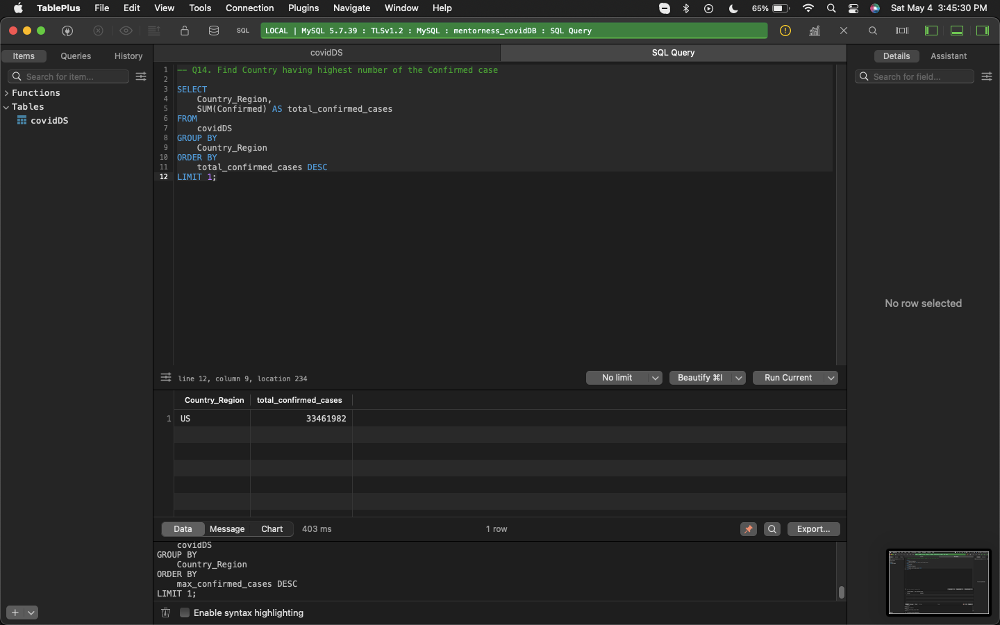 TablePlus File Edit View Tools Connection Plugins Navigate Window Help 65% Sat May 4 3:45:30 PM
SQL LOCAL | MySQL 5.7.39 : TLSv1.2 : MySQL : mentorness_covidDB : SQL Query
Items Queries History
covidDS SQL Query
Details Assistant
Search for item...
Search for field...
Functions
Tables
covidDS
1 -- Q14. Find Country having highest number of the Confirmed case
2
3 SELECT
4 Country_Region,
5 SUM(Confirmed) AS total_confirmed_cases
6 FROM
7 covidDS
8 GROUP BY
9 Country_Region
10 ORDER BY
11 total_confirmed_cases DESC
12 LIMIT 1;
No row selected
line 12, column 9, location 234 No limit Beautify ⌘I Run Current
Country_Region total_confirmed_cases
1 US 33461982
Data Message Chart 403 ms 1 row Export...
covidDS
GROUP BY
Country_Region
ORDER BY
max_confirmed_cases DESC
LIMIT 1;
Enable syntax highlighting